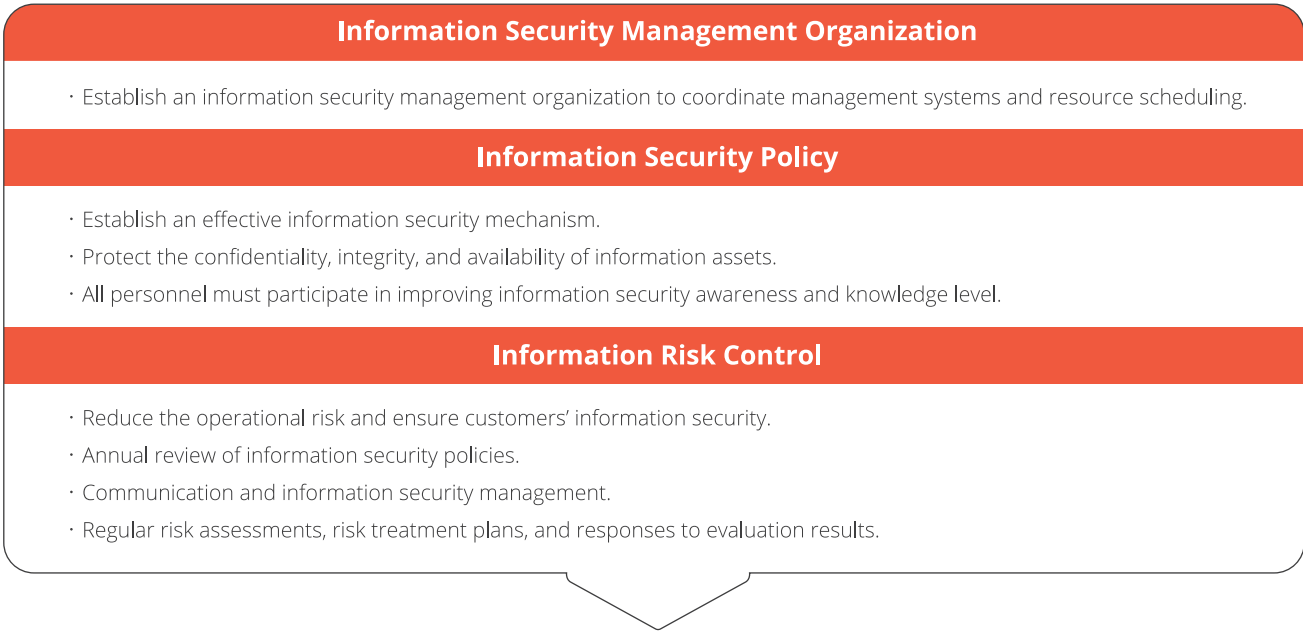 Information Security Management Organization
· Establish an information security management organization to coordinate management systems and resource scheduling.
Information Security Policy
· Establish an effective information security mechanism.
· Protect the confidentiality, integrity, and availability of information assets.
· All personnel must participate in improving information security awareness and knowledge level.
Information Risk Control
· Reduce the operational risk and ensure customers’ information security.
· Annual review of information security policies.
· Communication and information security management.
· Regular risk assessments, risk treatment plans, and responses to evaluation results.